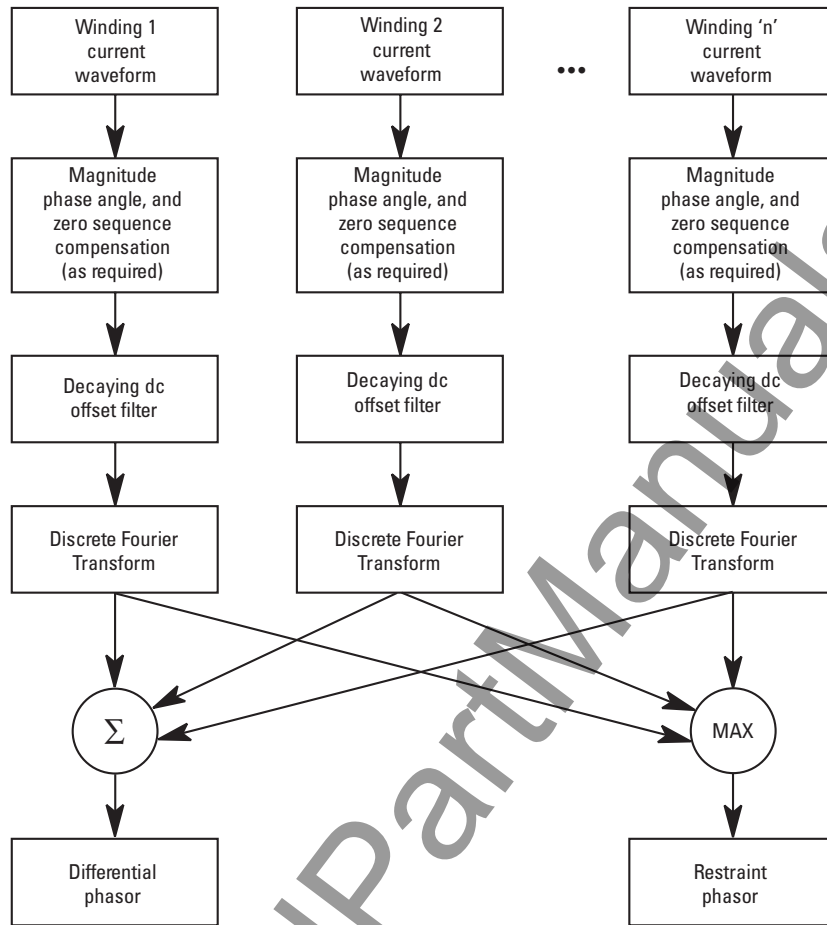 Winding 1
current
waveform
Winding 2
current
waveform
...
Winding ‘n’
current
waveform
Magnitude
phase angle, and
zero sequence
compensation
(as required)
Magnitude
phase angle, and
zero sequence
compensation
(as required)
Magnitude
phase angle, and
zero sequence
compensation
(as required)
Decaying dc
offset filter
Decaying dc
offset filter
Decaying dc
offset filter
Discrete Fourier
Transform
Discrete Fourier
Transform
Discrete Fourier
Transform
Σ
MAX
Differential
phasor
Restraint
phasor
PartManuals